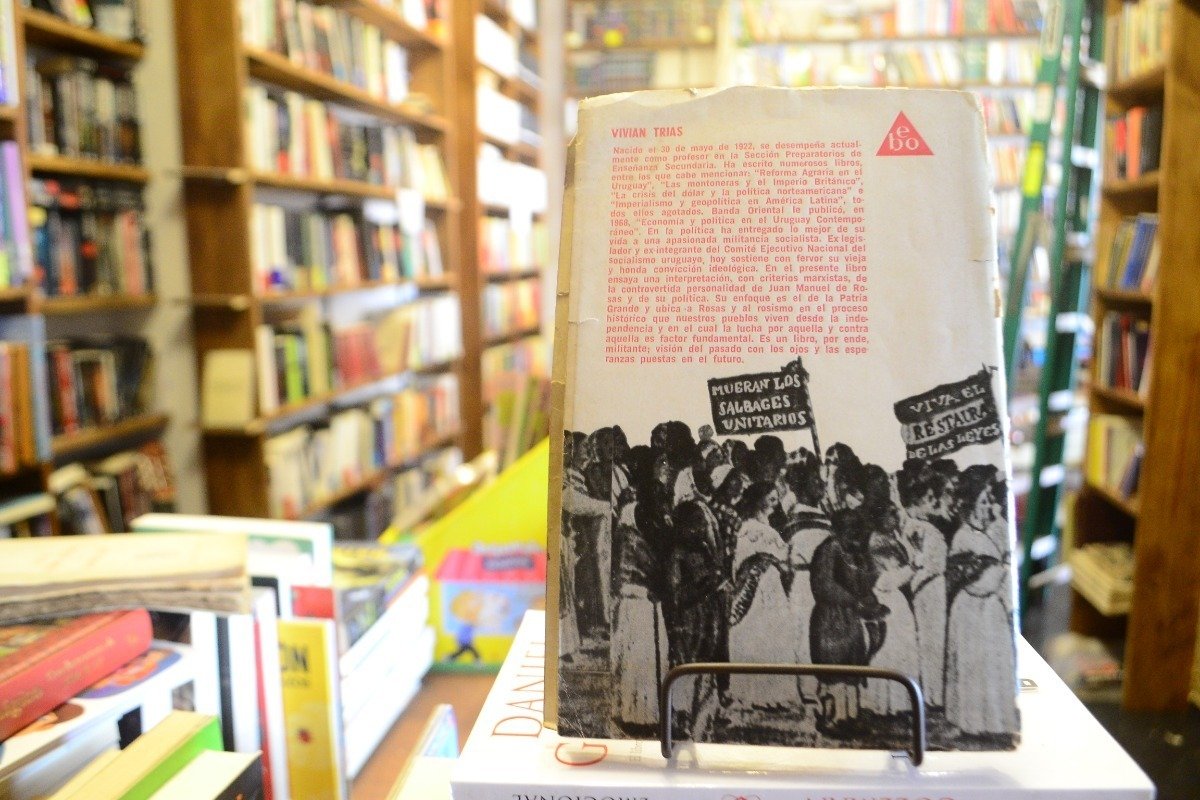 VIVIAN TRIAS
Nacido el 30 de mayo de 1922, se desempeña actual-
mente como profesor en la Sección Preparatorios de
Enseñanza Secundaria. Ha escrito numerosos libros,
entre los que cabe mencionar: "Reforma Agraria en el
Uruguay", "Las montoneras y el Imperio Británico",
"La crisis del dólar y la política norteamericana" e
"Imperialismo y geopolítica en América Latina", to-
dos ellos agotados. Banda Oriental le publicó, en
1968, "Economía y política en el Uruguay Contempo-
ráneo". En la política ha entregado lo mejor de su
vida a una apasionada militancia socialista. Ex-legis-
lador y ex-integrante del Comité Ejecutivo Nacional del
socialismo uruguayo, hoy sostiene con fervor su vieja
y honda convicción ideológica. En el presente libro
ensaya una interpretación, con criterios marxistas, de
la controvertida personalidad de Juan Manuel de Ro-
sas y de su política. Su enfoque es el de la Patria
Grande y ubica a Rosas y al rosismo en el proceso
histórico que nuestros pueblos viven desde la inde-
pendencia y en el cual la lucha por aquella y contra
aquella es factor fundamental. Es un libro, por ende,
militante; visión del pasado con los ojos y las espe-
ranzas puestas en el futuro.
e
bo
MUERAN LOS
SALBAGES
UNITARIOS
VIVA EL
RESTAURA
DE LAS LEYES
DANIEL
G
EMOCIONAL